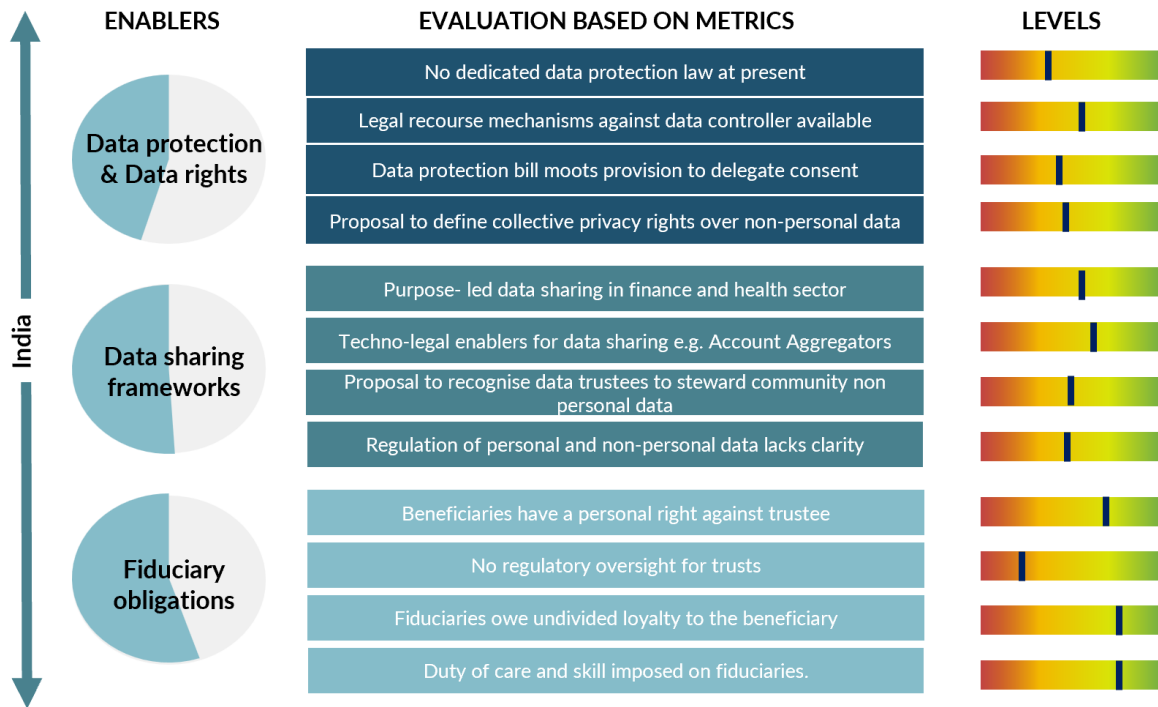 ENABLERS
EVALUATION BASED ON METRICS
LEVELS
India
Data protection
& Data rights
No dedicated data protection law at present
Legal recourse mechanisms against data controller available
Data protection bill moots provision to delegate consent
Proposal to define collective privacy rights over non-personal data
Data sharing
frameworks
Purpose- led data sharing in finance and health sector
Techno-legal enablers for data sharing e.g. Account Aggregators
Proposal to recognise data trustees to steward community non
personal data
Regulation of personal and non-personal data lacks clarity
Fiduciary
obligations
Beneficiaries have a personal right against trustee
No regulatory oversight for trusts
Fiduciaries owe undivided loyalty to the beneficiary
Duty of care and skill imposed on fiduciaries.